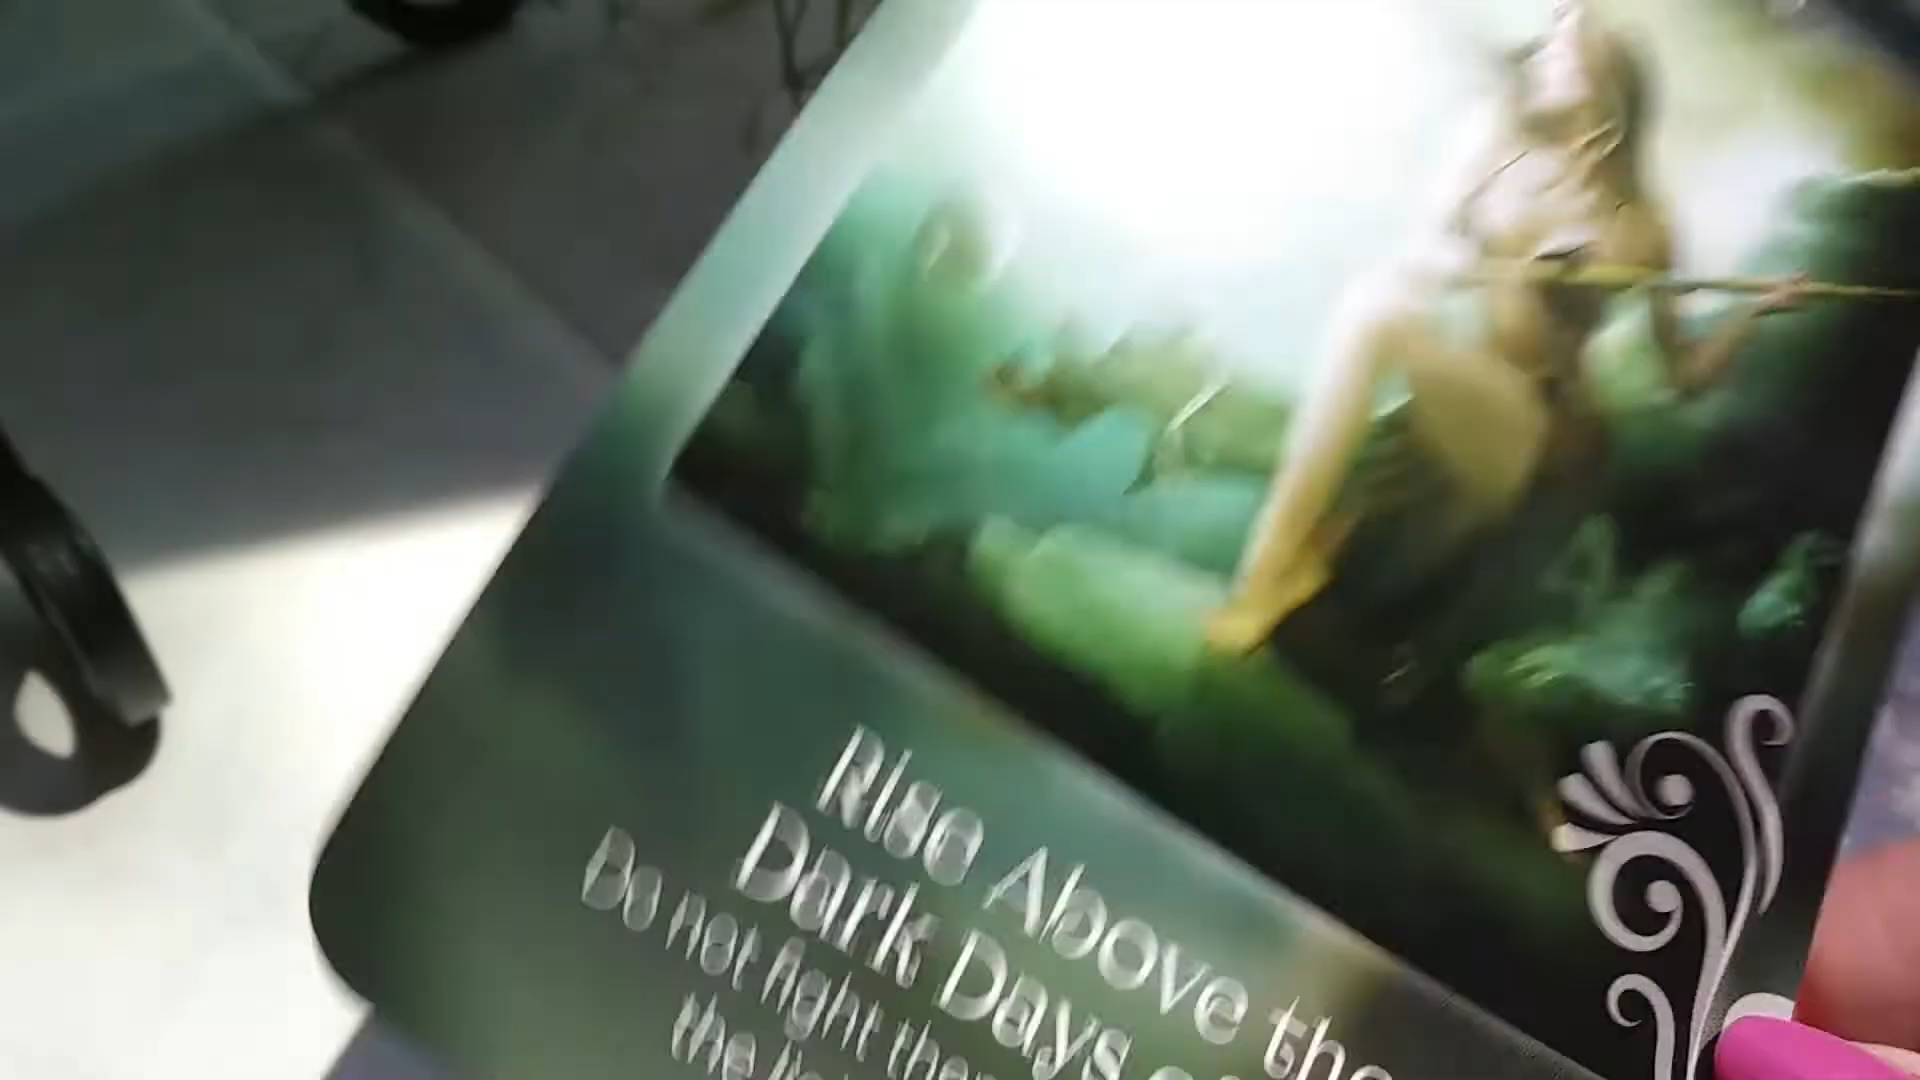 Rise Above the
Dark Days
Do not fight them
the